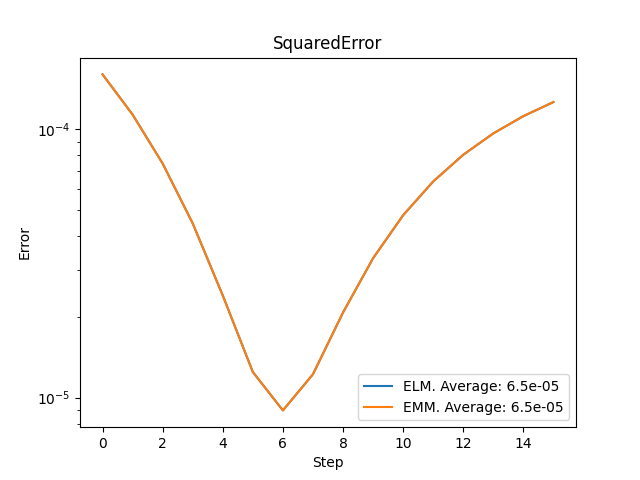 SquaredError
Error
10⁻⁴
10⁻⁵
ELM. Average: 6.5e-05
EMM. Average: 6.5e-05
0 2 4 6 8 10 12 14
Step